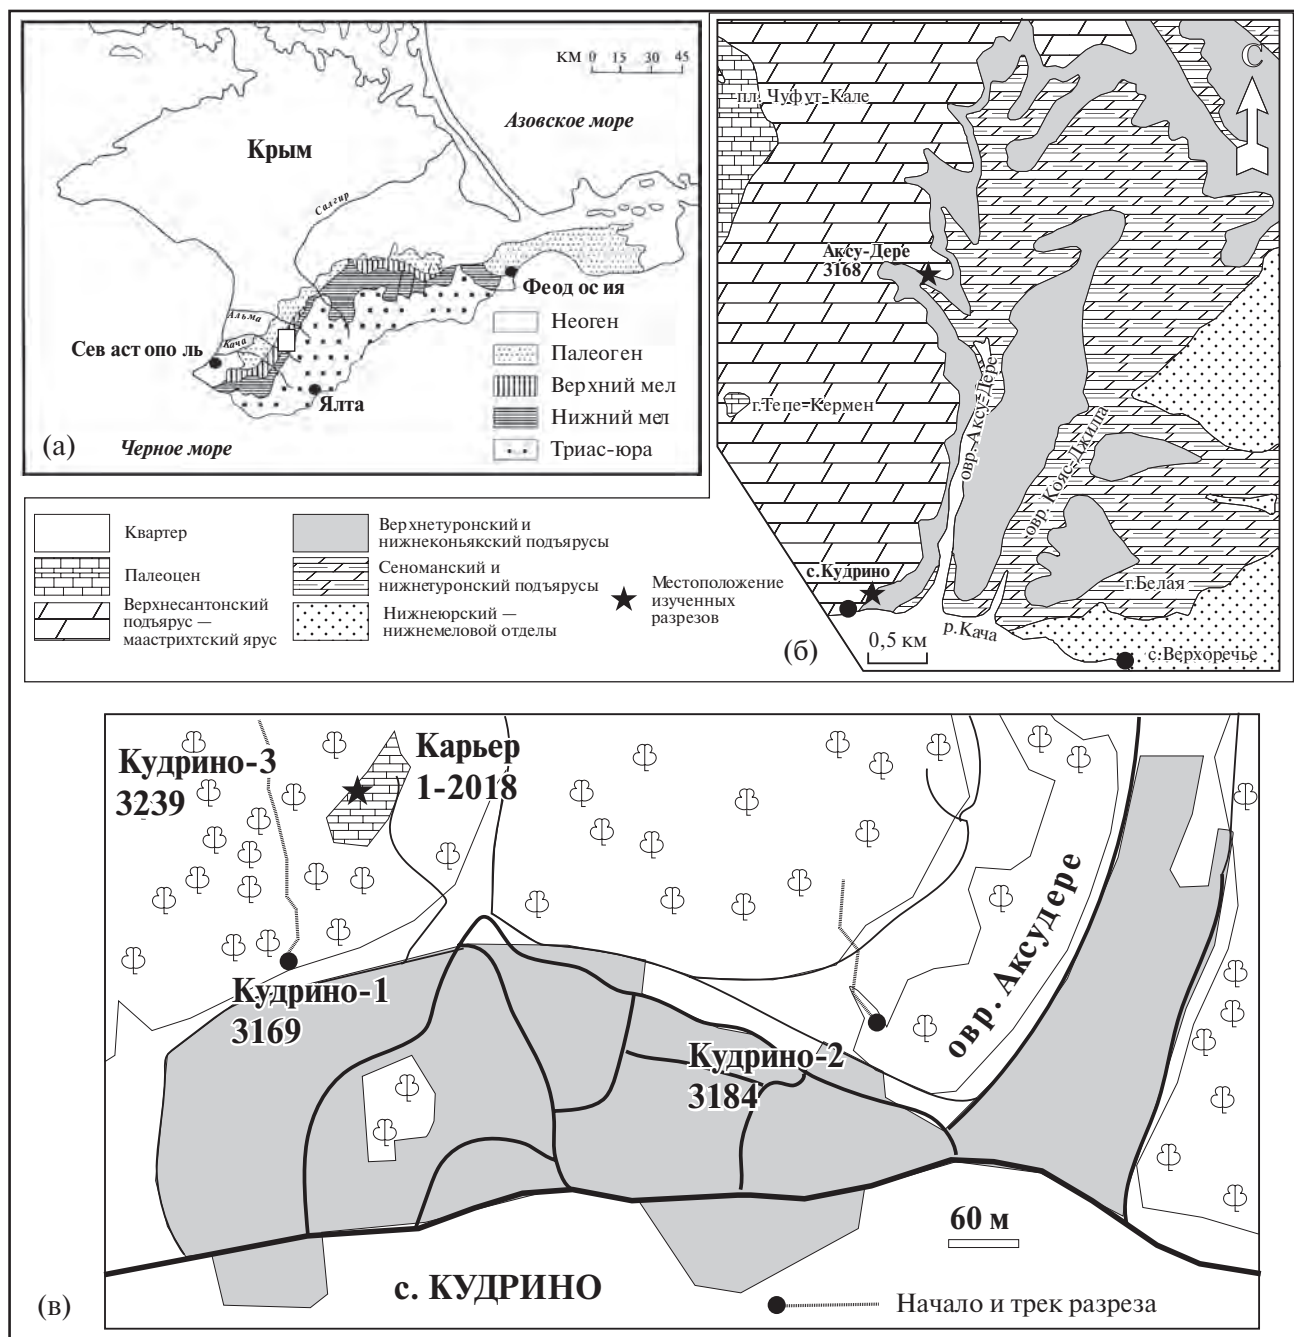 км 0 15 30 45
Азовское море
Крым
Салгир
Феодосия
Альма
Кача
Севастополь
Ялта
Черное море
(а)
Неоген
Палеоген
Верхний мел
Нижний мел
Триас-юра
С
пл. Чуфут-Кале
Аксу-Дере
3168
г.Тепе-Кермен
овр. Аксу-Дере
овр. Кояс-Джилга
с.Кудрино
г.Белая
р.Кача
0,5 км
(б)
с.Верхоречье
Квартер
Палеоцен
Верхнесантонский
подъярус —
маастрихтский ярус
Верхнетуронский и
нижнеконьякский подъярусы
Сеноманский и
нижнетуронский подъярусы
Нижнеюрский —
нижнемеловой отделы
Местоположение
изученных
разрезов
Кудрино-3
3239
Карьер
1-2018
Кудрино-1
3169
Кудрино-2
3184
овр. Аксудере
60 м
с. КУДРИНО
(в)
Начало и трек разреза